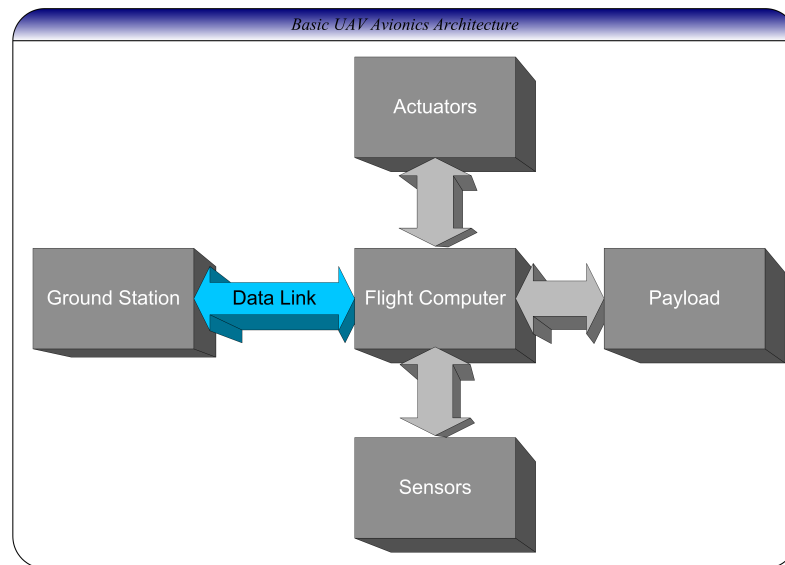 Basic UAV Avionics Architecture
Actuators
Ground Station
Data Link
Flight Computer
Payload
Sensors